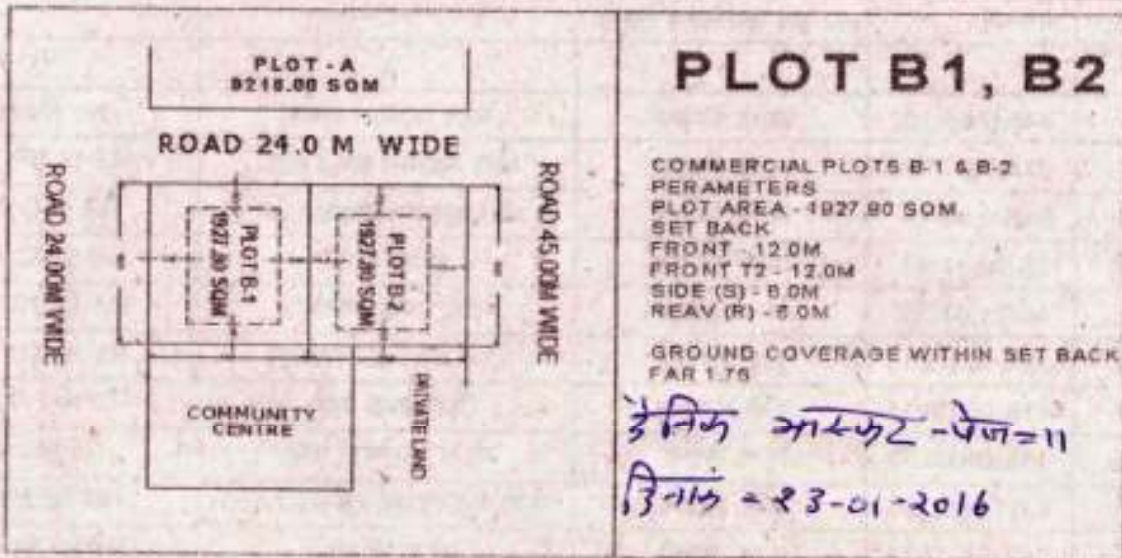 PLOT - A
9216.00 SQM
ROAD 24.0 M WIDE
ROAD 24.00M WIDE
PLOT B-1
1927.80 SQM
PLOT B-2
1927.80 SQM
ROAD 45.00M WIDE
COMMUNITY
CENTRE
PRIVATE LAND
PLOT B1, B2
COMMERCIAL PLOTS B-1 & B-2
PERAMETERS
PLOT AREA - 1927.80 SQM.
SET BACK
FRONT - 12.0M
FRONT T2 - 12.0M
SIDE (S) - 6.0M
REAV (R) - 6.0M
GROUND COVERAGE WITHIN SET BACK
FAR 1.76
दैनिक भास्कर - पेज = 11
दिनांक = 23-01-2016